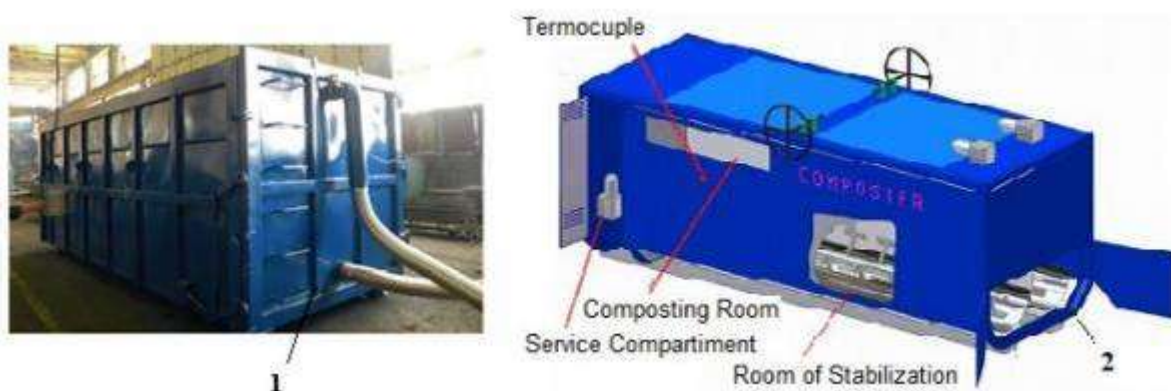 Termocuple
COMPOSTER
Composting Room
Service Compartiment
Room of Stabilization
1
2